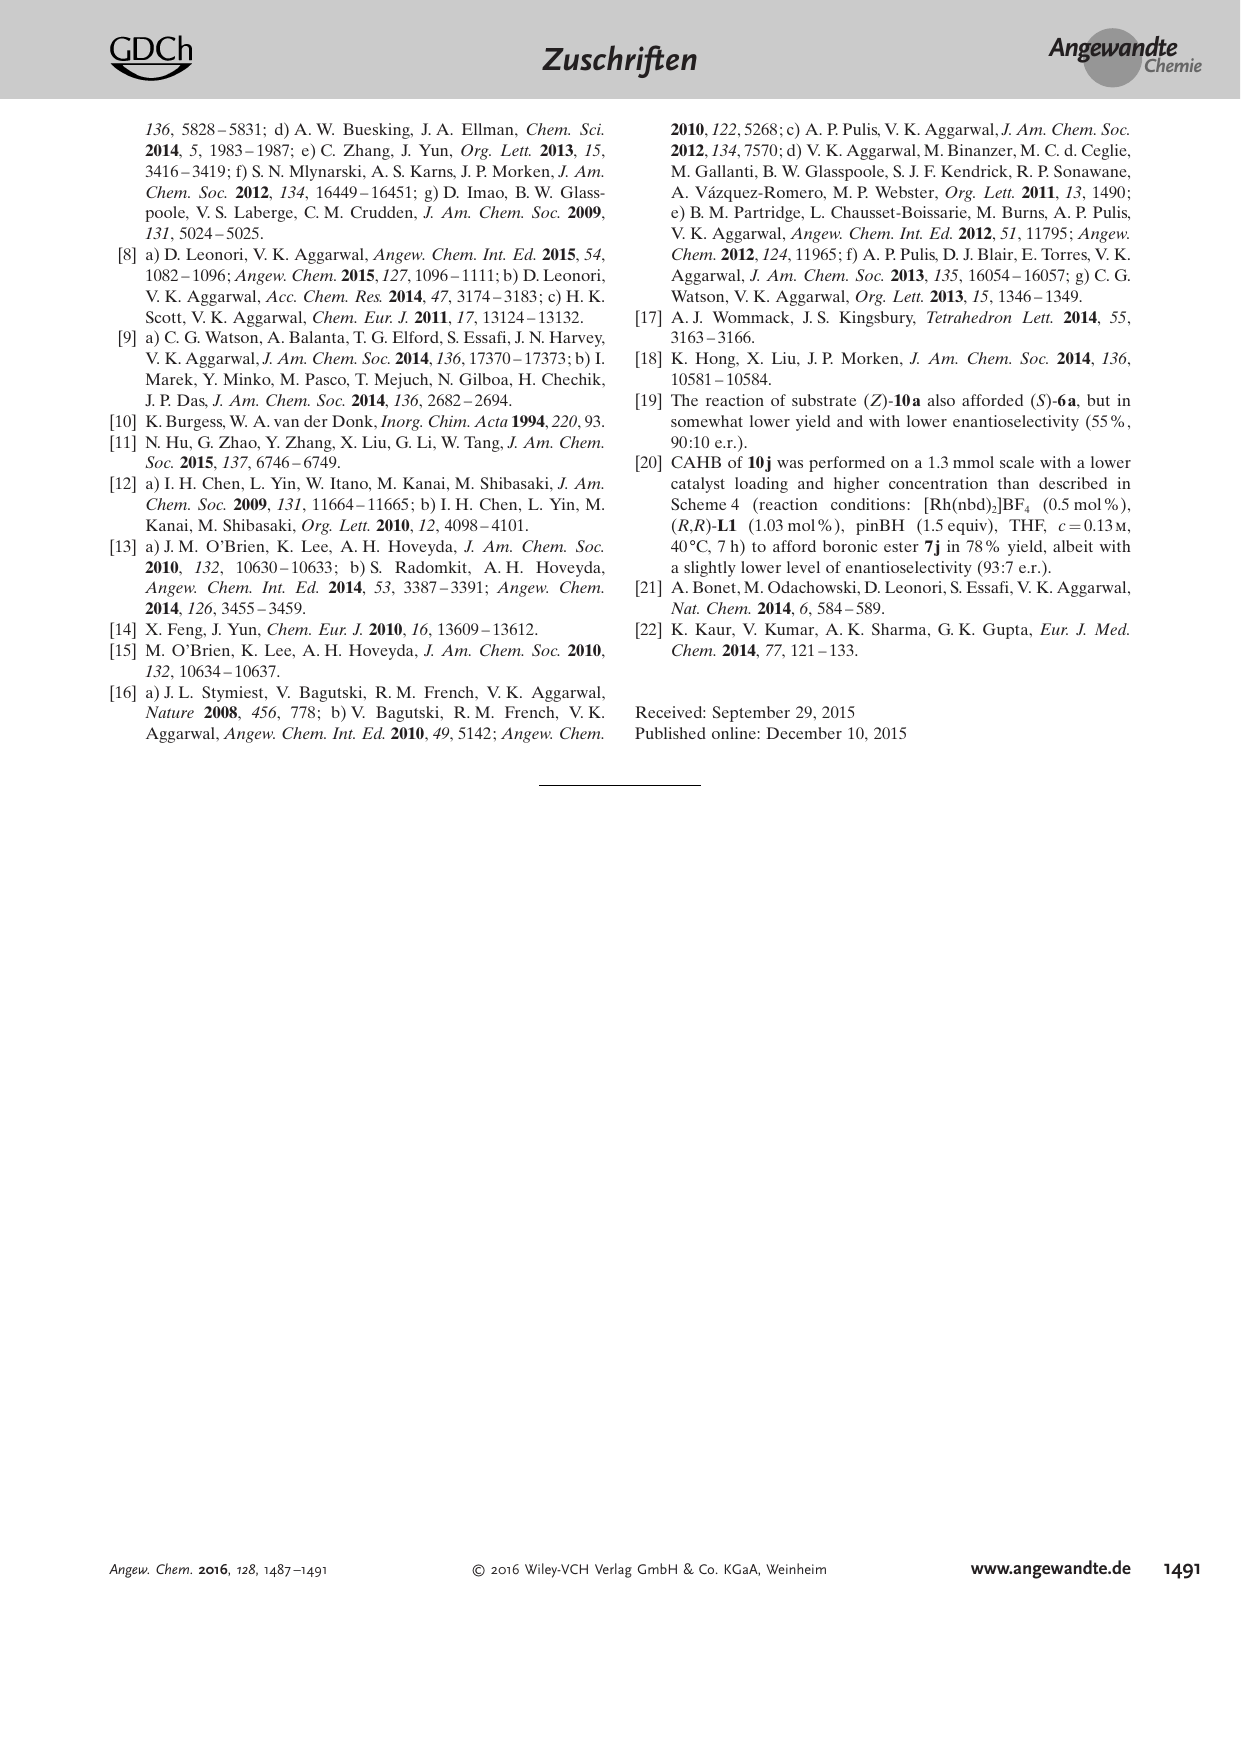 GDCh
Zuschriften
Angewandte
Chemie
136, 5828–5831; d) A. W. Buesking, J. A. Ellman, Chem. Sci.
2014, 5, 1983–1987; e) C. Zhang, J. Yun, Org. Lett. 2013, 15,
3416–3419; f) S. N. Mlynarski, A. S. Karns, J. P. Morken, J. Am.
Chem. Soc. 2012, 134, 16449–16451; g) D. Imao, B. W. Glass-
poole, V. S. Laberge, C. M. Crudden, J. Am. Chem. Soc. 2009,
131, 5024–5025.
[8] a) D. Leonori, V. K. Aggarwal, Angew. Chem. Int. Ed. 2015, 54,
1082–1096; Angew. Chem. 2015, 127, 1096–1111; b) D. Leonori,
V. K. Aggarwal, Acc. Chem. Res. 2014, 47, 3174–3183; c) H. K.
Scott, V. K. Aggarwal, Chem. Eur. J. 2011, 17, 13124–13132.
[9] a) C. G. Watson, A. Balanta, T. G. Elford, S. Essafi, J. N. Harvey,
V. K. Aggarwal, J. Am. Chem. Soc. 2014, 136, 17370–17373; b) I.
Marek, Y. Minko, M. Pasco, T. Mejuch, N. Gilboa, H. Chechik,
J. P. Das, J. Am. Chem. Soc. 2014, 136, 2682–2694.
[10] K. Burgess, W. A. van der Donk, Inorg. Chim. Acta 1994, 220, 93.
[11] N. Hu, G. Zhao, Y. Zhang, X. Liu, G. Li, W. Tang, J. Am. Chem.
Soc. 2015, 137, 6746–6749.
[12] a) I. H. Chen, L. Yin, W. Itano, M. Kanai, M. Shibasaki, J. Am.
Chem. Soc. 2009, 131, 11664–11665; b) I. H. Chen, L. Yin, M.
Kanai, M. Shibasaki, Org. Lett. 2010, 12, 4098–4101.
[13] a) J. M. O'Brien, K. Lee, A. H. Hoveyda, J. Am. Chem. Soc.
2010, 132, 10630–10633; b) S. Radomkit, A. H. Hoveyda,
Angew. Chem. Int. Ed. 2014, 53, 3387–3391; Angew. Chem.
2014, 126, 3455–3459.
[14] X. Feng, J. Yun, Chem. Eur. J. 2010, 16, 13609–13612.
[15] M. O'Brien, K. Lee, A. H. Hoveyda, J. Am. Chem. Soc. 2010,
132, 10634–10637.
[16] a) J. L. Stymiest, V. Bagutski, R. M. French, V. K. Aggarwal,
Nature 2008, 456, 778; b) V. Bagutski, R. M. French, V. K.
Aggarwal, Angew. Chem. Int. Ed. 2010, 49, 5142; Angew. Chem.
2010, 122, 5268; c) A. P. Pulis, V. K. Aggarwal, J. Am. Chem. Soc.
2012, 134, 7570; d) V. K. Aggarwal, M. Binanzer, M. C. d. Ceglie,
M. Gallanti, B. W. Glasspoole, S. J. F. Kendrick, R. P. Sonawane,
A. Vázquez-Romero, M. P. Webster, Org. Lett. 2011, 13, 1490;
e) B. M. Partridge, L. Chausset-Boissarie, M. Burns, A. P. Pulis,
V. K. Aggarwal, Angew. Chem. Int. Ed. 2012, 51, 11795; Angew.
Chem. 2012, 124, 11965; f) A. P. Pulis, D. J. Blair, E. Torres, V. K.
Aggarwal, J. Am. Chem. Soc. 2013, 135, 16054–16057; g) C. G.
Watson, V. K. Aggarwal, Org. Lett. 2013, 15, 1346–1349.
[17] A. J. Wommack, J. S. Kingsbury, Tetrahedron Lett. 2014, 55,
3163–3166.
[18] K. Hong, X. Liu, J. P. Morken, J. Am. Chem. Soc. 2014, 136,
10581–10584.
[19] The reaction of substrate (Z)-10a also afforded (S)-6a, but in
somewhat lower yield and with lower enantioselectivity (55%,
90:10 e.r.).
[20] CAHB of 10j was performed on a 1.3 mmol scale with a lower
catalyst loading and higher concentration than described in
Scheme 4 (reaction conditions: [Rh(nbd)2]BF4 (0.5 mol%),
(R,R)-L1 (1.03 mol%), pinBH (1.5 equiv), THF, c = 0.13 M,
40 °C, 7 h) to afford boronic ester 7j in 78% yield, albeit with
a slightly lower level of enantioselectivity (93:7 e.r.).
[21] A. Bonet, M. Odachowski, D. Leonori, S. Essafi, V. K. Aggarwal,
Nat. Chem. 2014, 6, 584–589.
[22] K. Kaur, V. Kumar, A. K. Sharma, G. K. Gupta, Eur. J. Med.
Chem. 2014, 77, 121–133.
Received: September 29, 2015
Published online: December 10, 2015
Angew. Chem. 2016, 128, 1487–1491
© 2016 Wiley-VCH Verlag GmbH & Co. KGaA, Weinheim
www.angewandte.de
1491